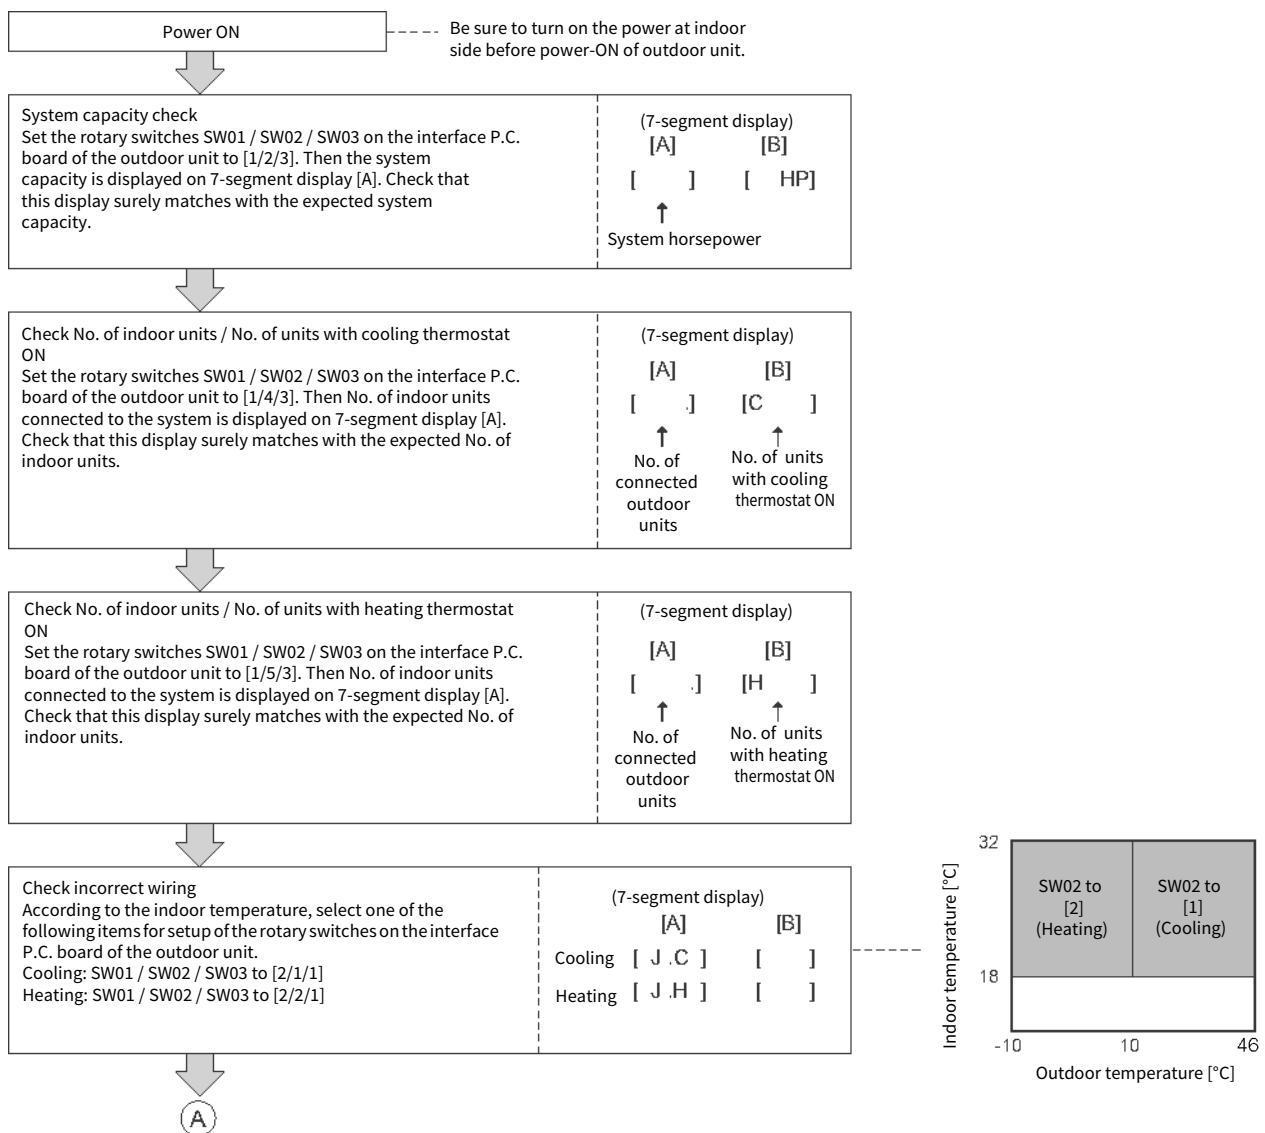 Power ON
Be sure to turn on the power at indoor
side before power-ON of outdoor unit.
System capacity check
Set the rotary switches SW01 / SW02 / SW03 on the interface P.C.
board of the outdoor unit to [1/2/3]. Then the system
capacity is displayed on 7-segment display [A]. Check that
this display surely matches with the expected system
capacity.
(7-segment display)
[A] [B]
[ ] [ HP]
System horsepower
Check No. of indoor units / No. of units with cooling thermostat
ON
Set the rotary switches SW01 / SW02 / SW03 on the interface P.C.
board of the outdoor unit to [1/4/3]. Then No. of indoor units
connected to the system is displayed on 7-segment display [A].
Check that this display surely matches with the expected No. of
indoor units.
(7-segment display)
[A] [B]
[ .] [C ]
No. of
connected
outdoor
units
No. of units
with cooling
thermostat ON
Check No. of indoor units / No. of units with heating thermostat
ON
Set the rotary switches SW01 / SW02 / SW03 on the interface P.C.
board of the outdoor unit to [1/5/3]. Then No. of indoor units
connected to the system is displayed on 7-segment display [A].
Check that this display surely matches with the expected No. of
indoor units.
(7-segment display)
[A] [B]
[ .] [H ]
No. of
connected
outdoor
units
No. of units
with heating
thermostat ON
Check incorrect wiring
According to the indoor temperature, select one of the
following items for setup of the rotary switches on the interface
P.C. board of the outdoor unit.
Cooling: SW01 / SW02 / SW03 to [2/1/1]
Heating: SW01 / SW02 / SW03 to [2/2/1]
(7-segment display)
[A] [B]
Cooling [ J .C ] [ ]
Heating [ J .H ] [ ]
Indoor temperature [°C]
32
18
SW02 to
[2]
(Heating)
SW02 to
[1]
(Cooling)
-10 10 46
Outdoor temperature [°C]
A